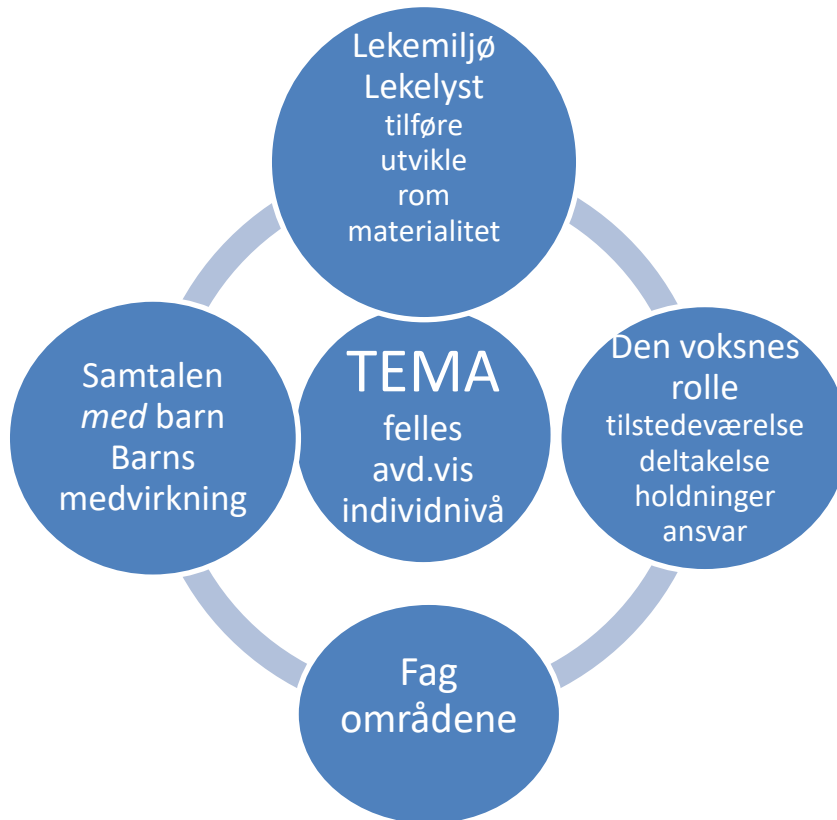 Lekemiljø
Lekelyst
tilføre
utvikle
rom
materialitet
Samtalen
med barn
Barns
medvirkning
TEMA
felles
avd.vis
individnivå
Den voksnes
rolle
tilstedeværelse
deltakelse
holdninger
ansvar
Fag
områdene